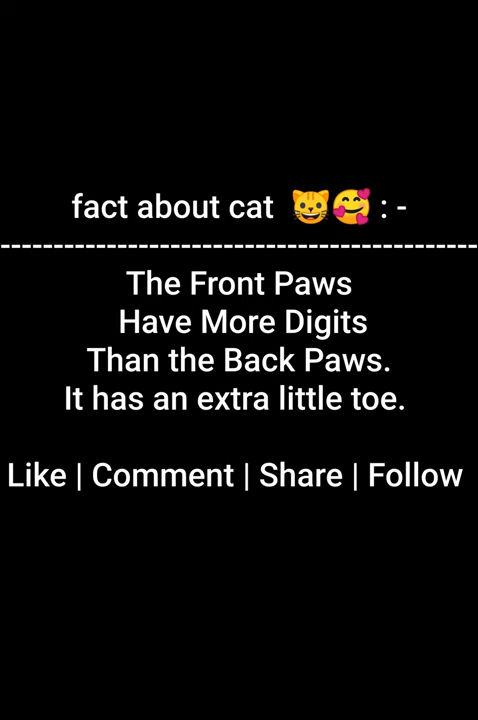 fact about cat 😺🥰 : -
---------------------------------------------
The Front Paws
Have More Digits
Than the Back Paws.
It has an extra little toe.
Like | Comment | Share | Follow